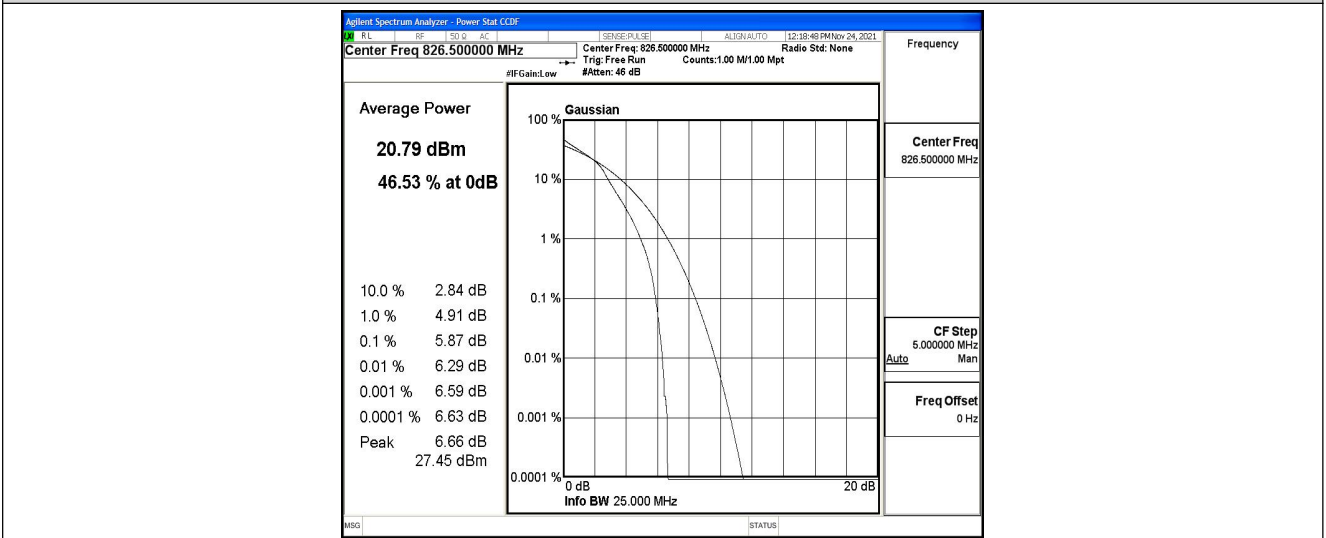 Agilent Spectrum Analyzer - Power Stat CCDF
LXI RL RF 50 Ω AC SENSE:PULSE ALIGN AUTO 12:18:48 PM Nov 24, 2021
Center Freq 826.500000 MHz
Center Freq: 826.500000 MHz Radio Std: None
Trig: Free Run Counts:1.00 M/1.00 Mpt
#IFGain:Low #Atten: 46 dB
Frequency
Average Power
20.79 dBm
46.53 % at 0dB
10.0 % 2.84 dB
1.0 % 4.91 dB
0.1 % 5.87 dB
0.01 % 6.29 dB
0.001 % 6.59 dB
0.0001 % 6.63 dB
Peak 6.66 dB
27.45 dBm
Gaussian
100 %
10 %
1 %
0.1 %
0.01 %
0.001 %
0.0001 %
0 dB 20 dB
Info BW 25.000 MHz
Center Freq
826.500000 MHz
CF Step
5.000000 MHz
Auto Man
Freq Offset
0 Hz
MSG STATUS